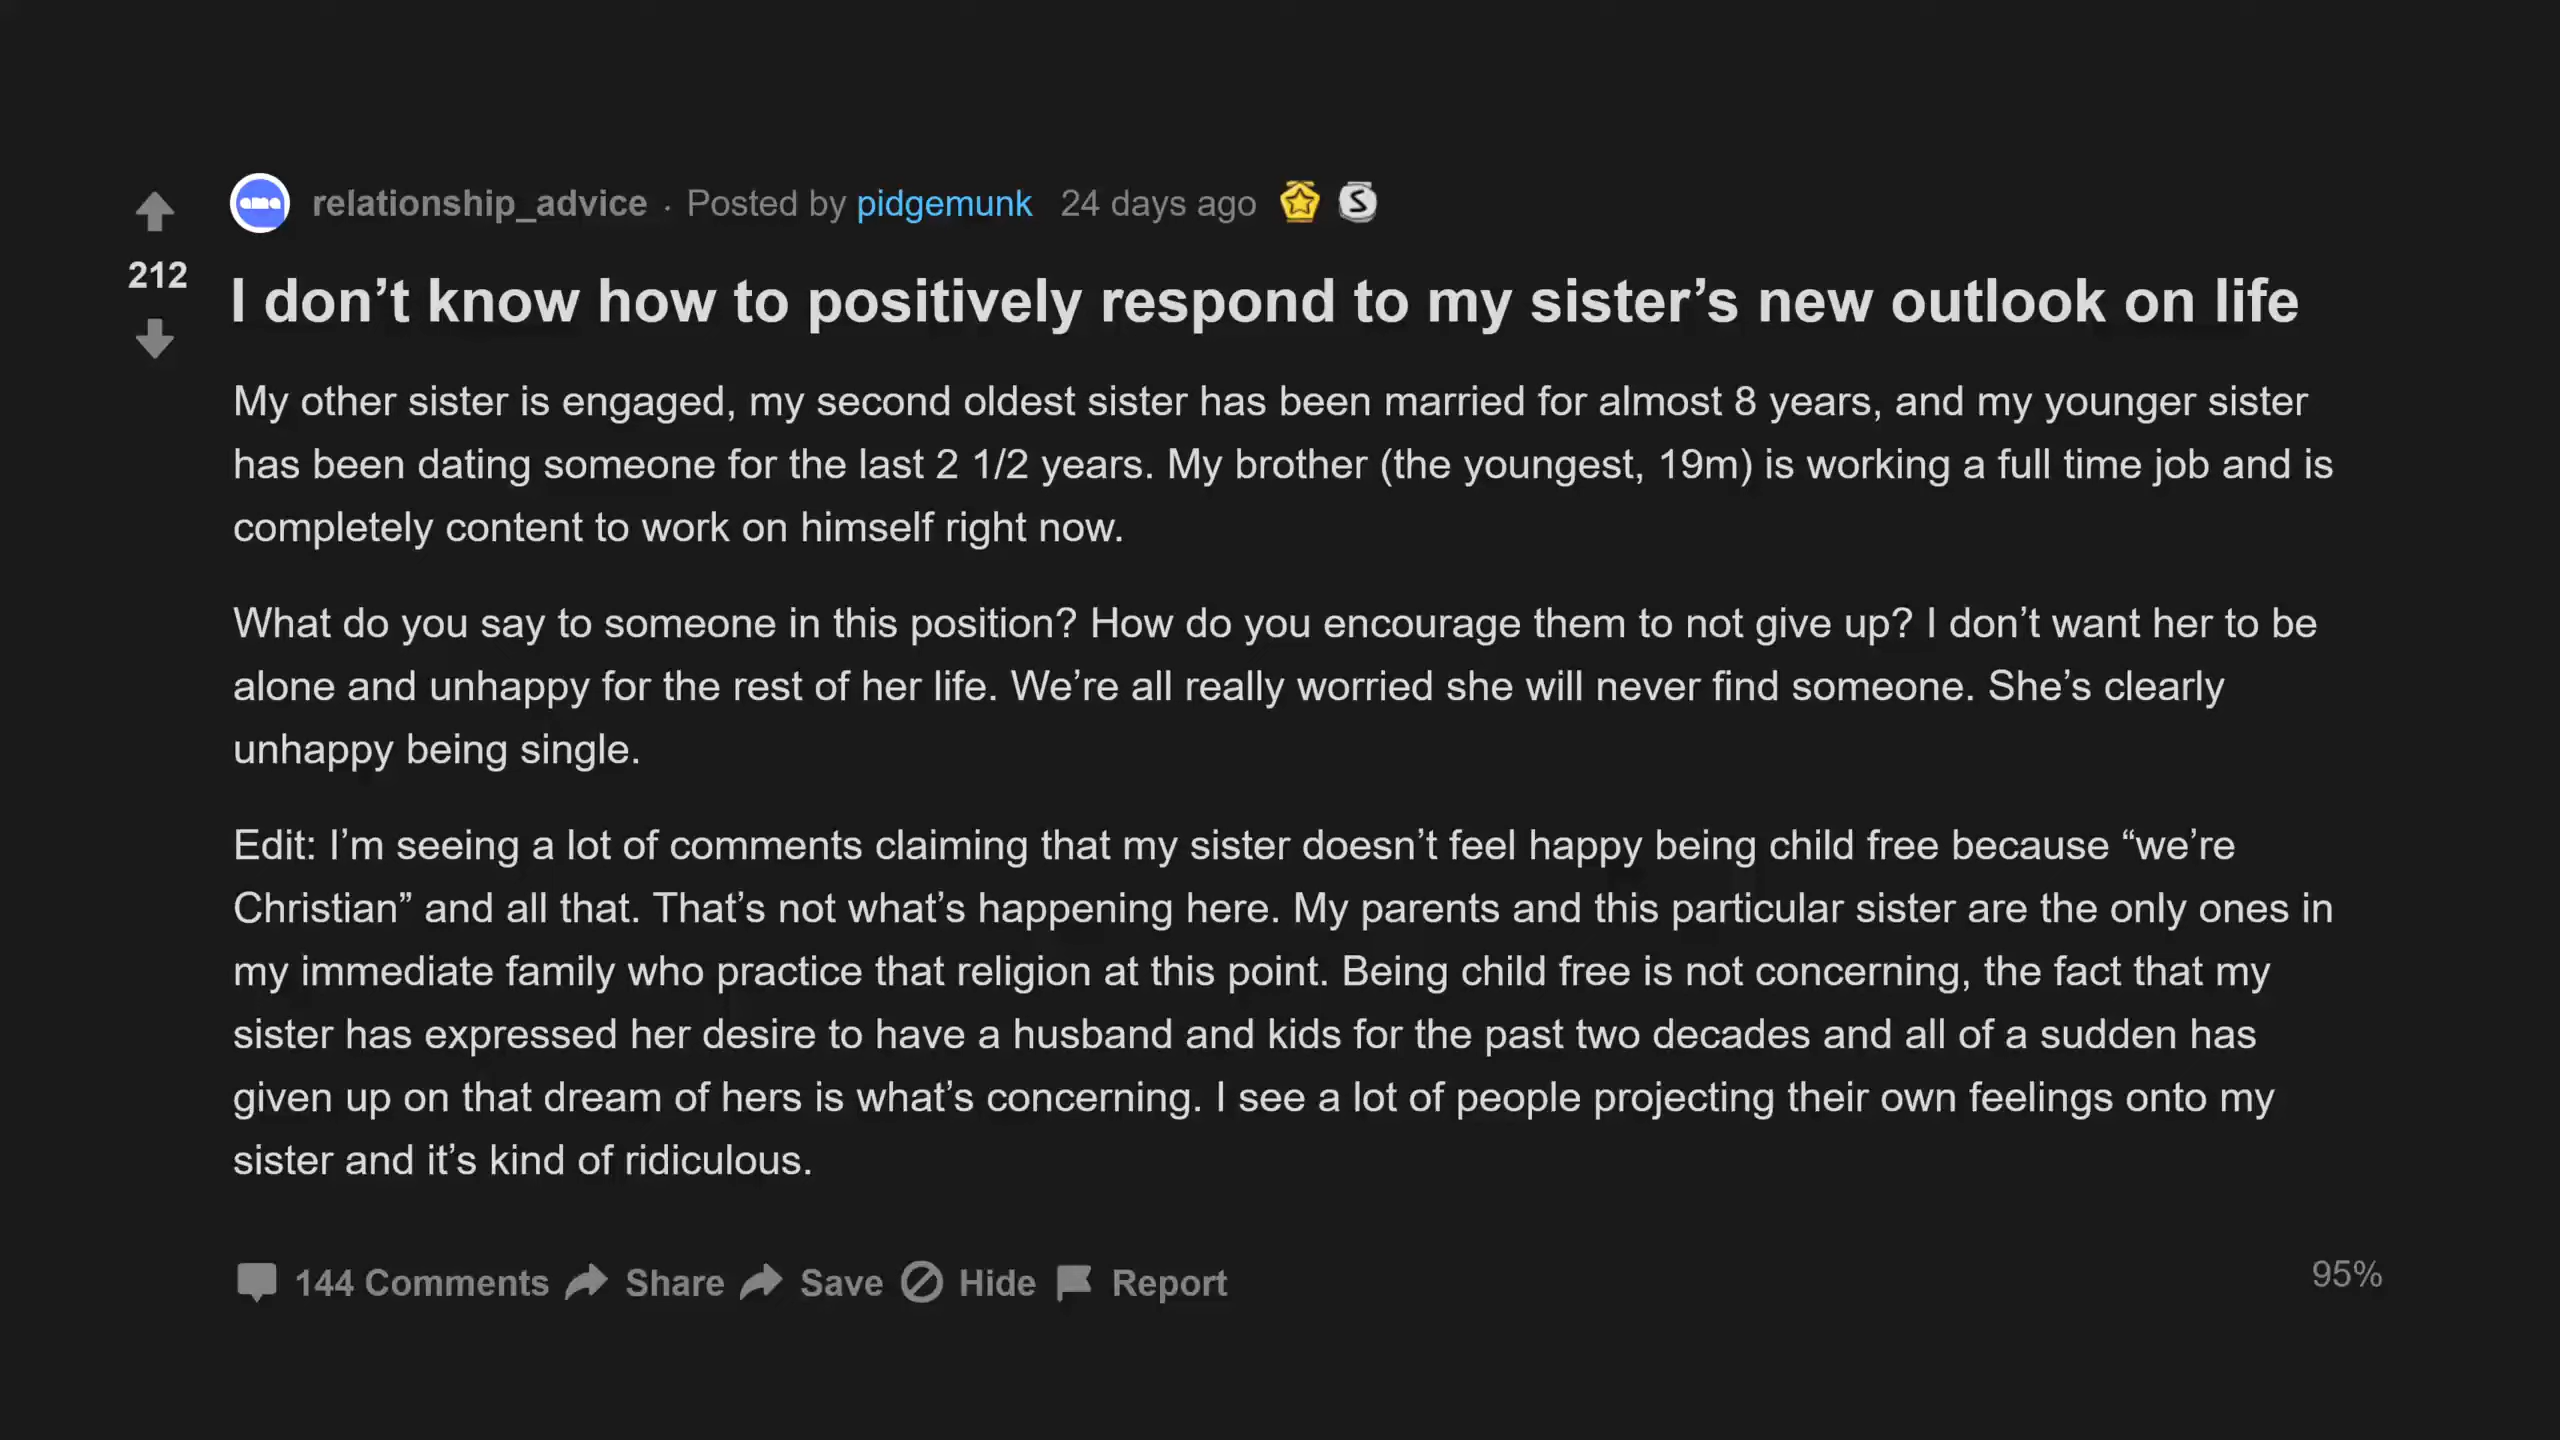 relationship_advice · Posted by pidgemunk 24 days ago
212
I don’t know how to positively respond to my sister’s new outlook on life
My other sister is engaged, my second oldest sister has been married for almost 8 years, and my younger sister
has been dating someone for the last 2 1/2 years. My brother (the youngest, 19m) is working a full time job and is
completely content to work on himself right now.
What do you say to someone in this position? How do you encourage them to not give up? I don’t want her to be
alone and unhappy for the rest of her life. We’re all really worried she will never find someone. She’s clearly
unhappy being single.
Edit: I’m seeing a lot of comments claiming that my sister doesn’t feel happy being child free because “we’re
Christian” and all that. That’s not what’s happening here. My parents and this particular sister are the only ones in
my immediate family who practice that religion at this point. Being child free is not concerning, the fact that my
sister has expressed her desire to have a husband and kids for the past two decades and all of a sudden has
given up on that dream of hers is what’s concerning. I see a lot of people projecting their own feelings onto my
sister and it’s kind of ridiculous.
144 Comments Share Save Hide Report
95%